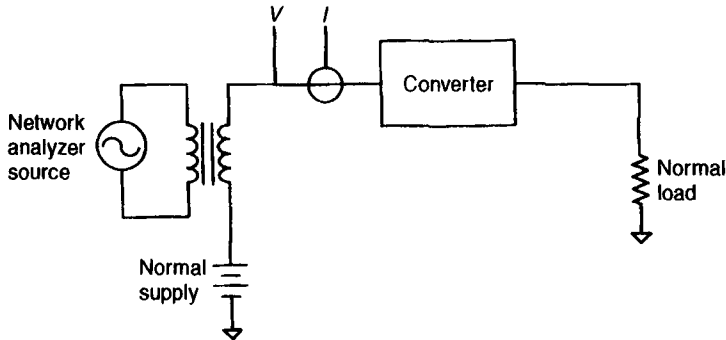 V
I
Converter
Network
analyzer
source
Normal
load
Normal
supply